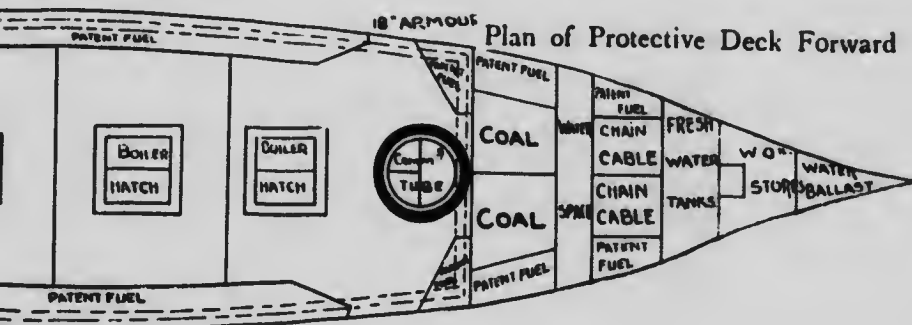 18" ARMOUR
Plan of Protective Deck Forward
PATENT FUEL
PATENT FUEL
PATENT FUEL
PATENT FUEL
COAL
WATER
CHAIN CABLE
FRESH WATER TANKS
W.O'S. STORES
WATER BALLAST
BOILER
HATCH
BOILER
HATCH
TUBE
CHAIN CABLE
COAL
SPACE
PATENT FUEL
PATENT FUEL
PATENT FUEL